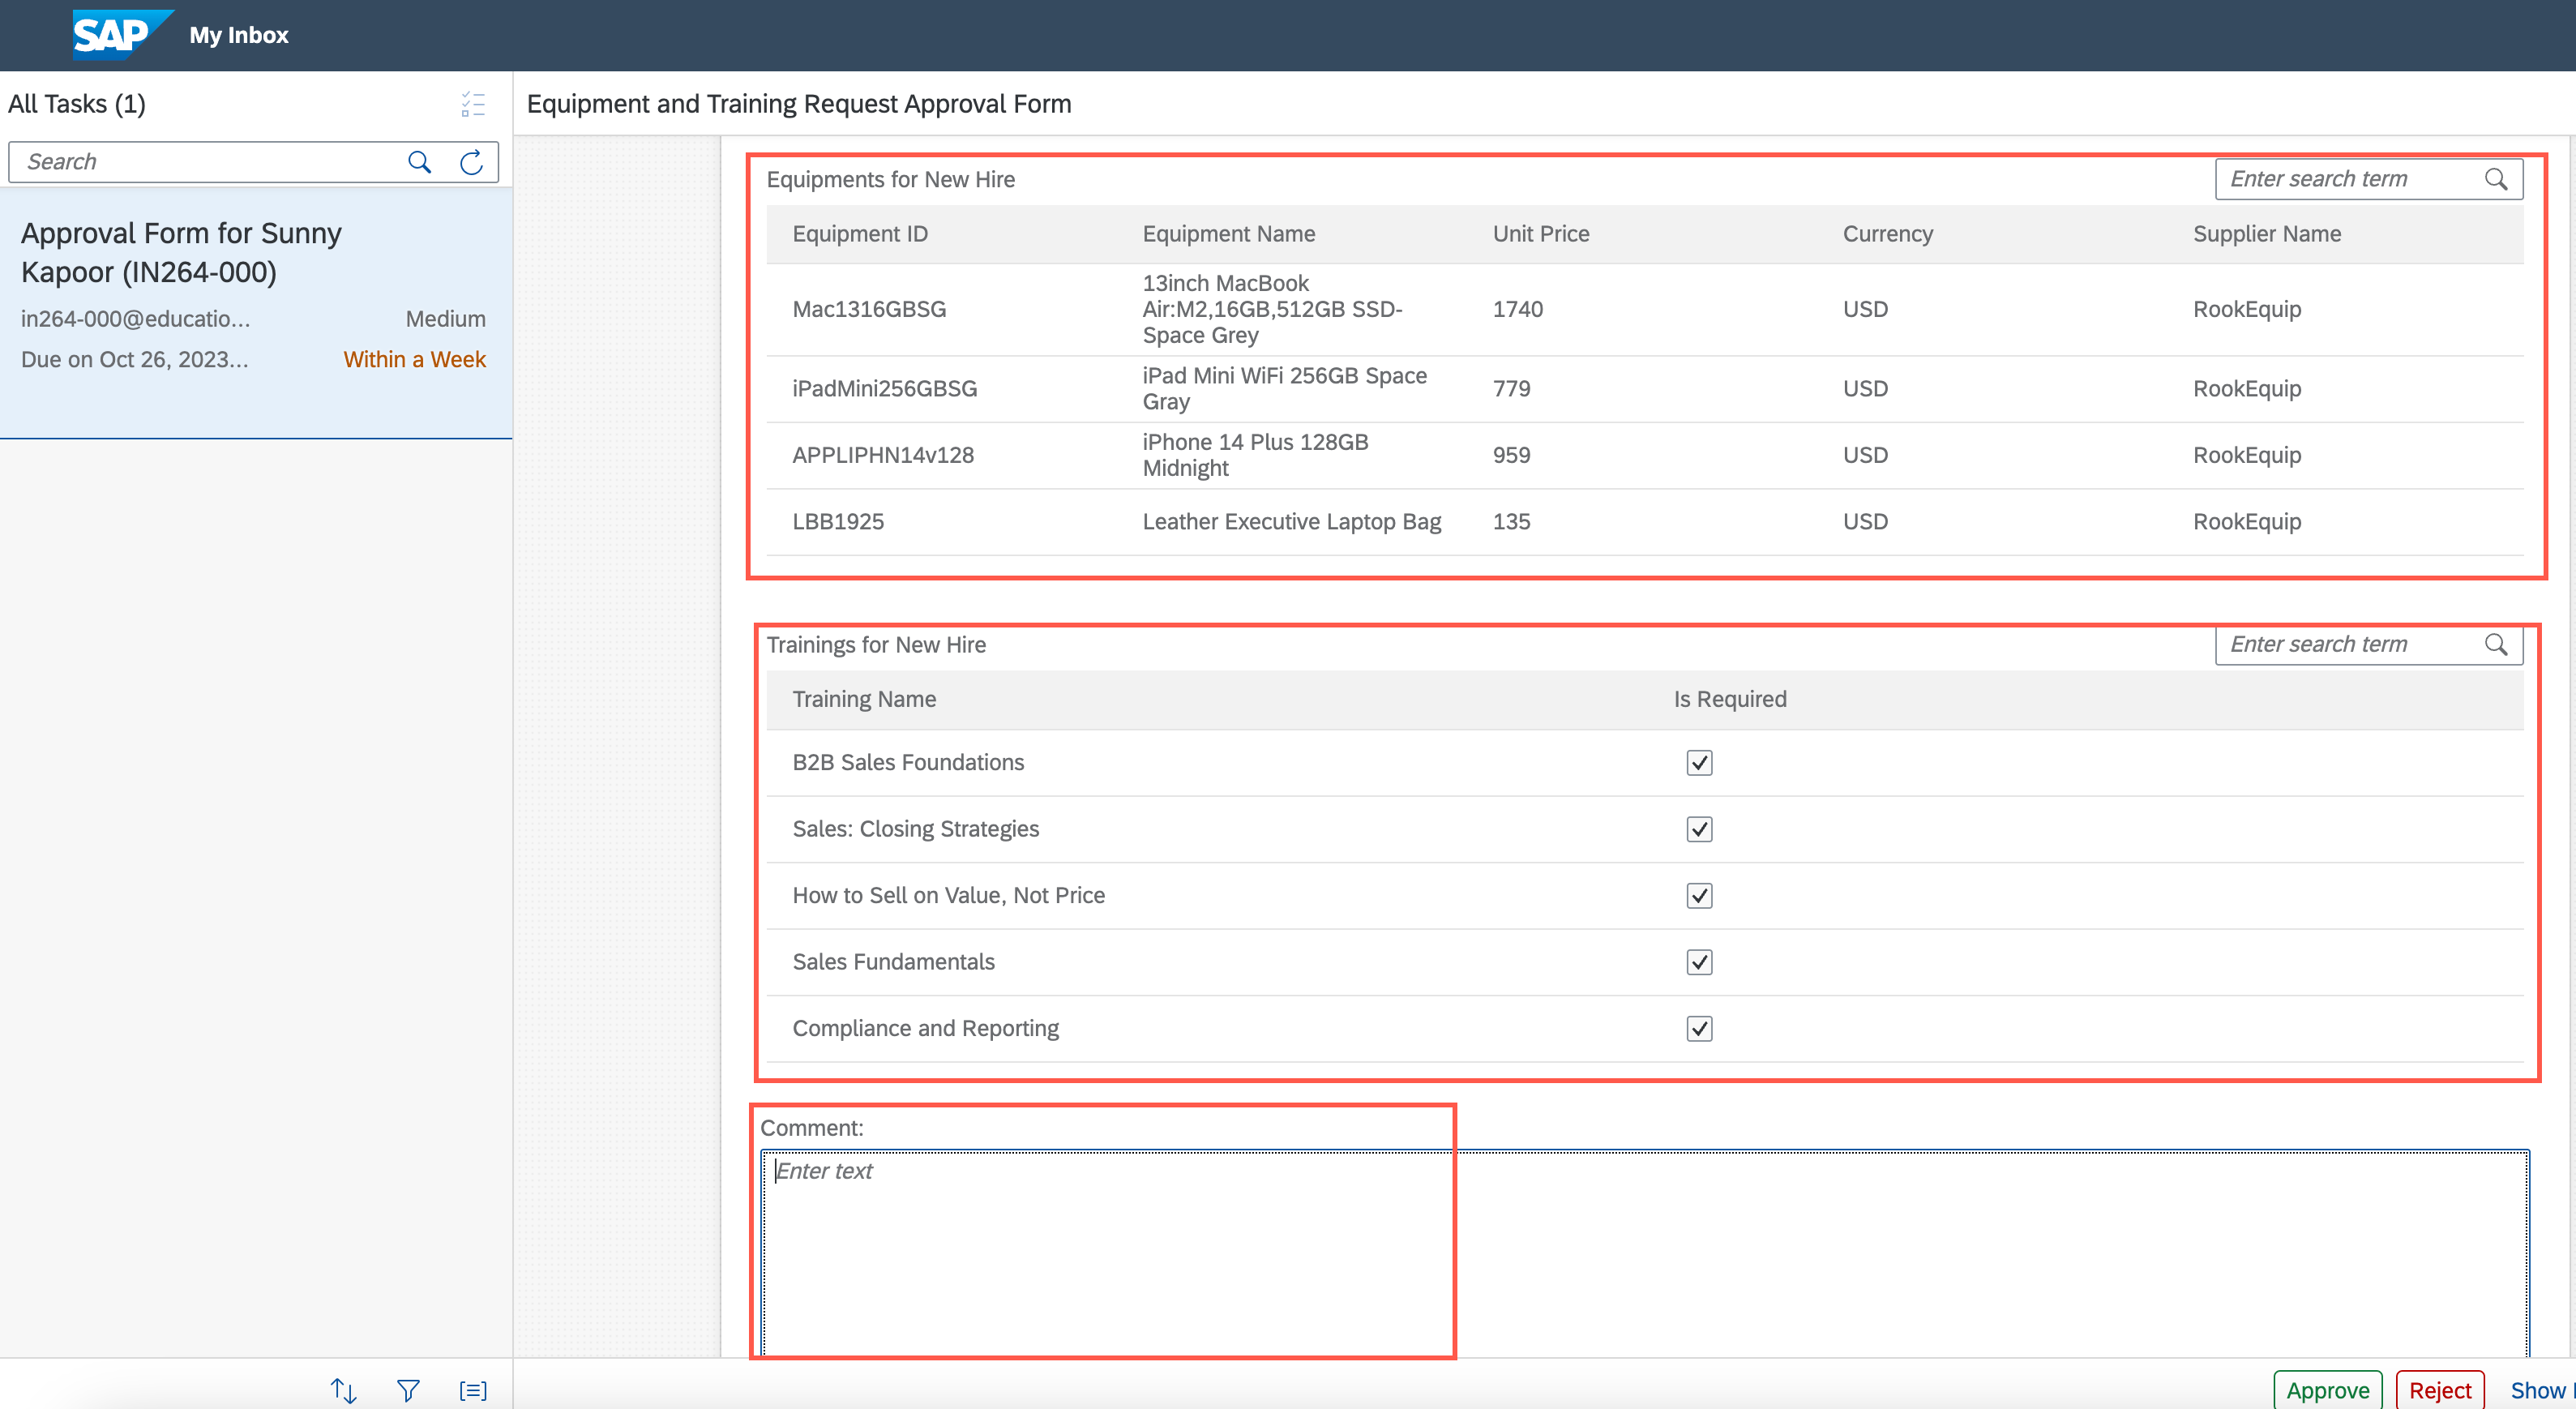 SAP My Inbox
All Tasks (1)
Search
Approval Form for Sunny
Kapoor (IN264-000)
in264-000@educatio... Medium
Due on Oct 26, 2023... Within a Week
Equipment and Training Request Approval Form
Equipments for New Hire Enter search term
Equipment ID Equipment Name Unit Price Currency Supplier Name
Mac1316GBSG 13inch MacBook
Air:M2,16GB,512GB SSD-
Space Grey 1740 USD RookEquip
iPadMini256GBSG iPad Mini WiFi 256GB Space
Gray 779 USD RookEquip
APPLIPHN14v128 iPhone 14 Plus 128GB
Midnight 959 USD RookEquip
LBB1925 Leather Executive Laptop Bag 135 USD RookEquip
Trainings for New Hire Enter search term
Training Name Is Required
B2B Sales Foundations
Sales: Closing Strategies
How to Sell on Value, Not Price
Sales Fundamentals
Compliance and Reporting
Comment:
Enter text
Approve Reject Show